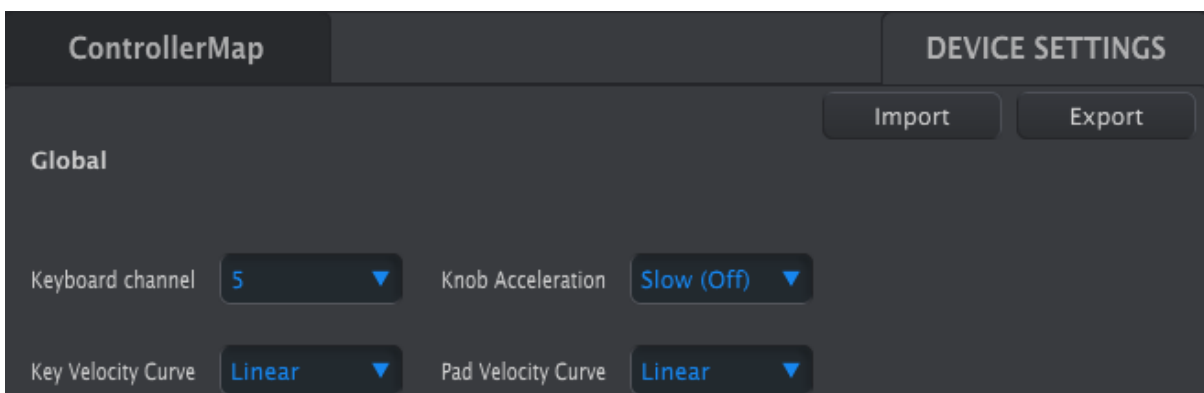 ControllerMap DEVICE SETTINGS
Import Export
Global
Keyboard channel 5 Knob Acceleration Slow (Off)
Key Velocity Curve Linear Pad Velocity Curve Linear